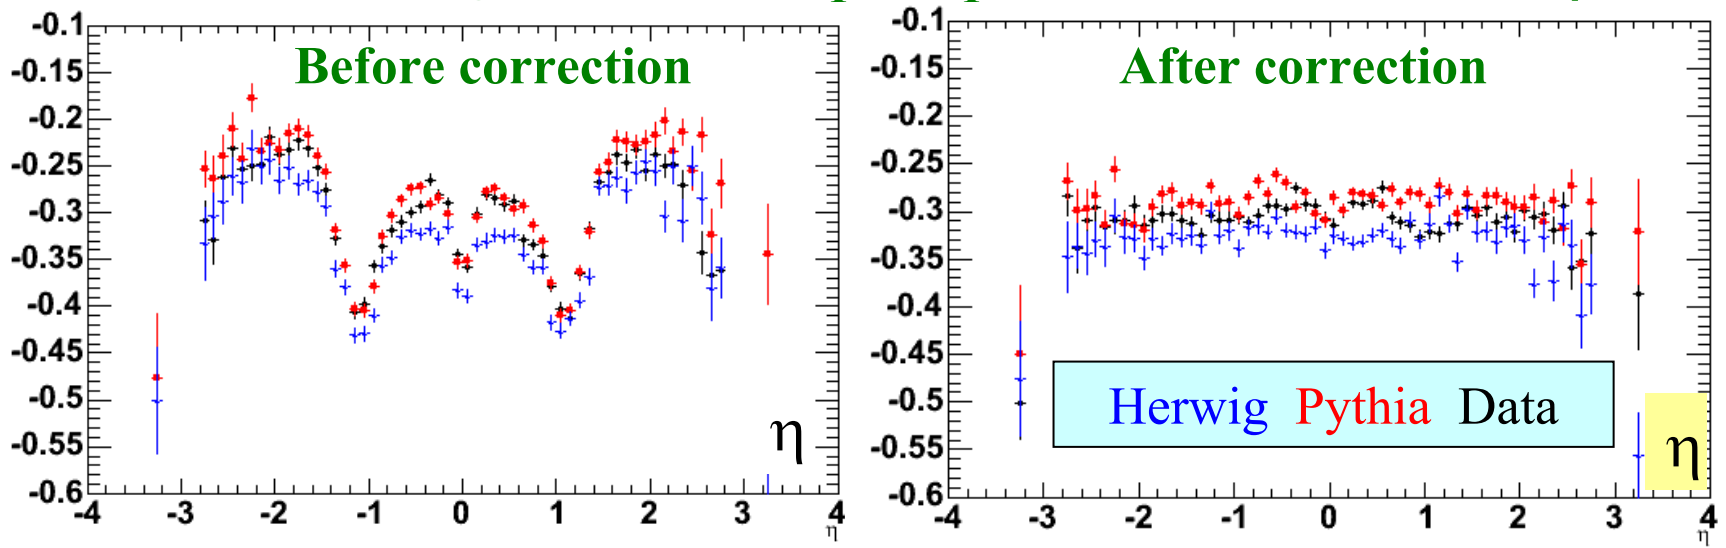 Before correction
-0.1
-0.15
-0.2
-0.25
-0.3
-0.35
-0.4
-0.45
-0.5
-0.55
-0.6
-4 -3 -2 -1 0 1 2 3 4
η
η
After correction
-0.1
-0.15
-0.2
-0.25
-0.3
-0.35
-0.4
-0.45
-0.5
-0.55
-0.6
-4 -3 -2 -1 0 1 2 3 4
Herwig Pythia Data
η
η